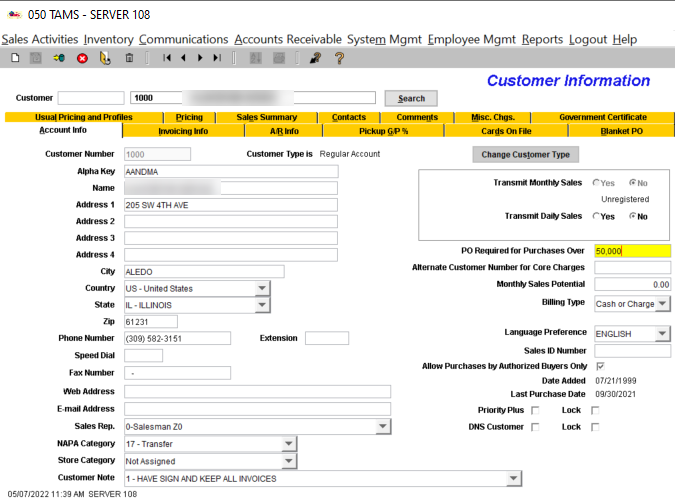 050 TAMS - SERVER 108
Sales Activities Inventory Communications Accounts Receivable System Mgmt Employee Mgmt Reports Logout Help
Customer Information
Customer 1000 Search
Usual Pricing and Profiles Pricing Sales Summary Contacts Comments Misc. Chgs. Government Certificate
Account Info Invoicing Info A/R Info Pickup G/P % Cards On File Blanket PO
Customer Number 1000 Customer Type is Regular Account Change Customer Type
Alpha Key AANDMA
Name
Address 1 205 SW 4TH AVE
Address 2
Address 3
Address 4
City ALEDO
Country US - United States
State IL - ILLINOIS
Zip 61231
Phone Number (309) 582-3151 Extension
Speed Dial
Fax Number -
Web Address
E-mail Address
Sales Rep. 0-Salesman Z0
NAPA Category 17 - Transfer
Store Category Not Assigned
Customer Note 1 - HAVE SIGN AND KEEP ALL INVOICES
Transmit Monthly Sales Yes No
Unregistered
Transmit Daily Sales Yes No
PO Required for Purchases Over 50,000
Alternate Customer Number for Core Charges
Monthly Sales Potential 0.00
Billing Type Cash or Charge
Language Preference ENGLISH
Sales ID Number
Allow Purchases by Authorized Buyers Only
Date Added 07/21/1999
Last Purchase Date 09/30/2021
Priority Plus Lock
DNS Customer Lock
05/07/2022 11:39 AM SERVER 108